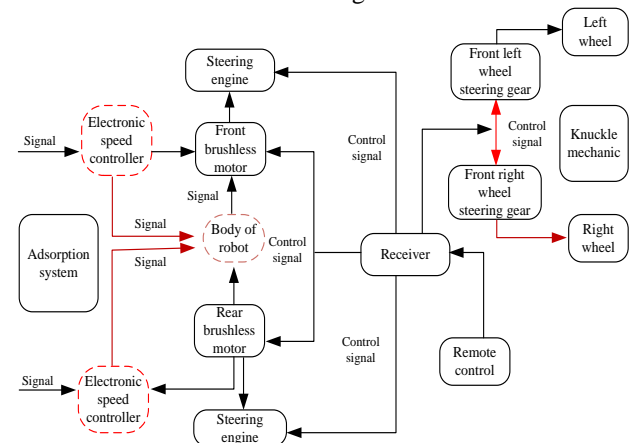 Left
wheel
Steering
engine
Front left
wheel
steering gear
Electronic
speed
controller
Signal
Front
brushless
motor
Control
signal
Control
signal
Knuckle
mechanic
Signal
Front right
wheel
steering gear
Signal
Signal
Body of
robot
Control
signal
Adsorption
system
Receiver
Right
wheel
Rear
brushless
motor
Control
signal
Remote
control
Signal
Electronic
speed
controller
Steering
engine